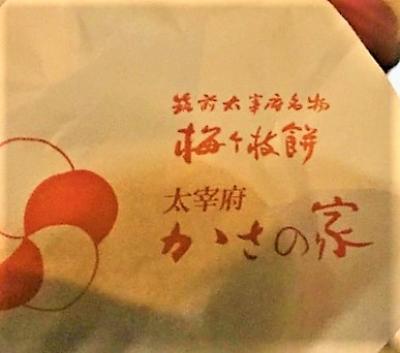 筑前太宰府名物
梅ヶ枝餅
太宰府
かさの家